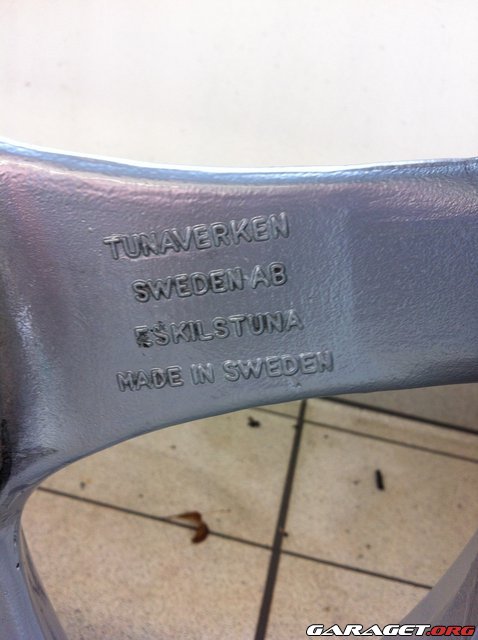 TUNAVERKEN
SWEDEN AB
ESKILSTUNA
MADE IN SWEDEN
GARAGET.ORG